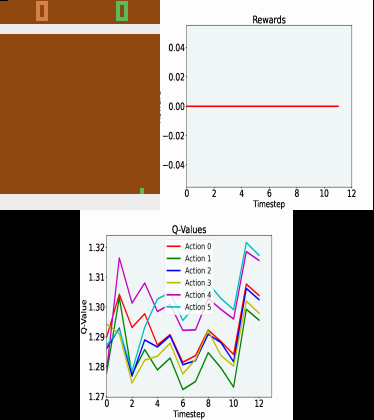 0 0
Rewards
0.04
0.02
0.00
−0.02
−0.04
0 2 4 6 8 10 12
Timestep
Q-Values
Q-Value
1.32
1.31
1.30
1.29
1.28
1.27
Action 0
Action 1
Action 2
Action 3
Action 4
Action 5
0 2 4 6 8 10 12
Timestep